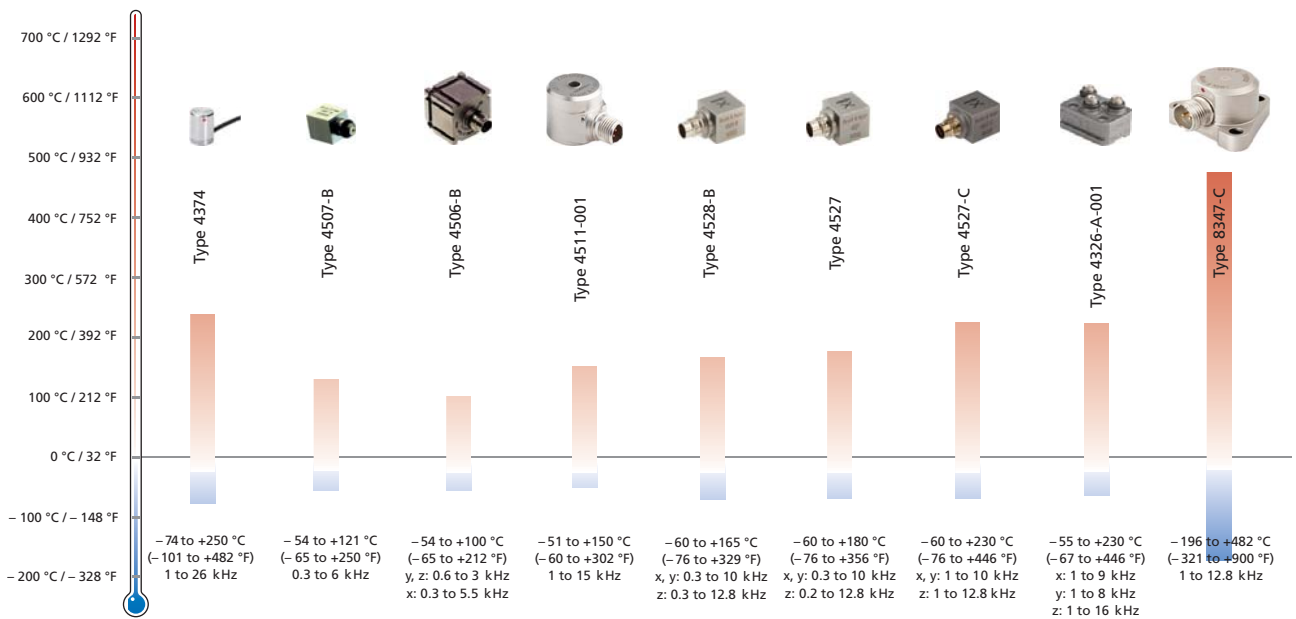 700 °C / 1292 °F
600 °C / 1112 °F
500 °C / 932 °F
400 °C / 752 °F
300 °C / 572 °F
200 °C / 392 °F
100 °C / 212 °F
0 °C / 32 °F
– 100 °C / – 148 °F
– 200 °C / – 328 °F
Type 4374
–74 to +250 °C
(–101 to +482 °F)
1 to 26 kHz
Type 4507-B
– 54 to +121 °C
(– 65 to +250 °F)
0.3 to 6 kHz
Type 4506-B
–54 to +100 °C
(–65 to +212 °F)
y, z: 0.6 to 3 kHz
x: 0.3 to 5.5 kHz
Type 4511-001
–51 to +150 °C
(–60 to +302 °F)
1 to 15 kHz
Type 4528-B
–60 to +165 °C
(–76 to +329 °F)
x, y: 0.3 to 10 kHz
z: 0.3 to 12.8 kHz
Type 4527
–60 to +180 °C
(–76 to +356 °F)
x, y: 0.3 to 10 kHz
z: 0.2 to 12.8 kHz
Type 4527-C
–60 to +230 °C
(–76 to +446 °F)
x, y: 1 to 10 kHz
z: 1 to 12.8 kHz
Type 4326-A-001
–55 to +230 °C
(–67 to +446 °F)
x: 1 to 9 kHz
y: 1 to 8 kHz
z: 1 to 16 kHz
Type 8347-C
–196 to +482 °C
(–321 to +900 °F)
1 to 12.8 kHz